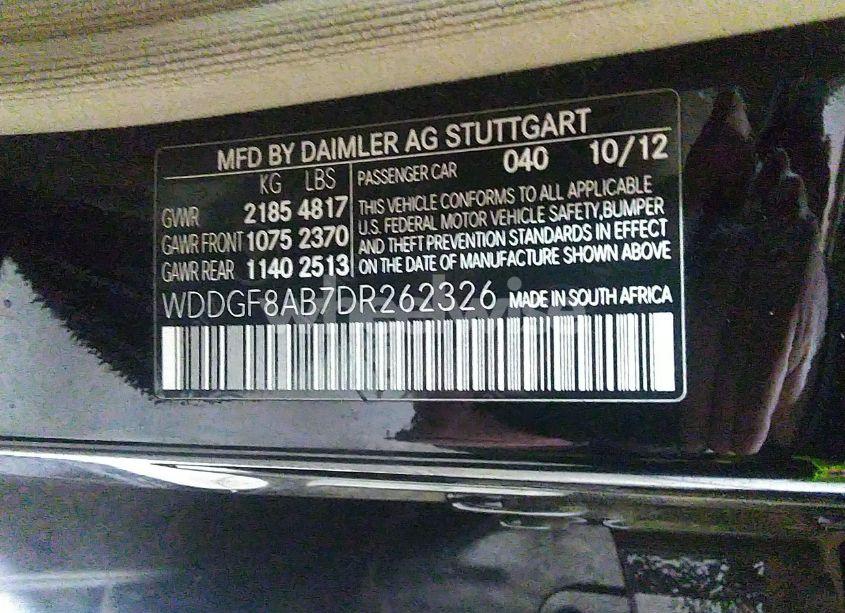 MFD BY DAIMLER AG STUTTGART
KG LBS
GVWR 2185 4817
GAWR FRONT 1075 2370
GAWR REAR 1140 2513
PASSENGER CAR 040 10/12
THIS VEHICLE CONFORMS TO ALL APPLICABLE
U.S. FEDERAL MOTOR VEHICLE SAFETY,BUMPER
AND THEFT PREVENTION STANDARDS IN EFFECT
ON THE DATE OF MANUFACTURE SHOWN ABOVE
WDDGF8AB7DR262326 MADE IN SOUTH AFRICA